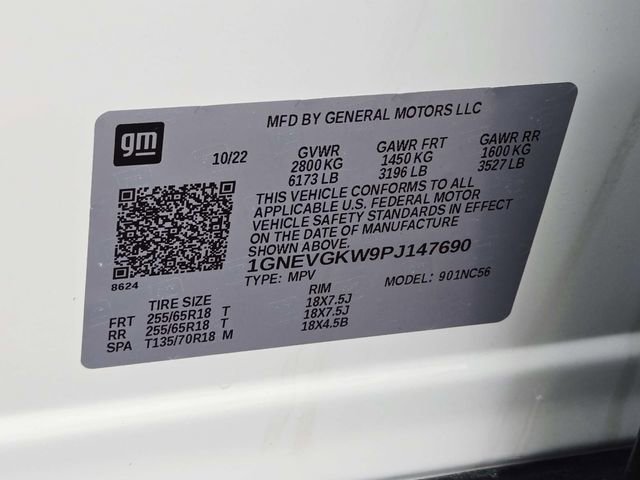 MFD BY GENERAL MOTORS LLC
gm
10/22
GVWR GAWR FRT GAWR RR
2800 KG 1450 KG 1600 KG
6173 LB 3196 LB 3527 LB
THIS VEHICLE CONFORMS TO ALL
APPLICABLE U.S. FEDERAL MOTOR
VEHICLE SAFETY STANDARDS IN EFFECT
ON THE DATE OF MANUFACTURE
SHOWN ABOVE.
1GNEVGKW9PJ147690
8624
TYPE: MPV MODEL: 901NC56
TIRE SIZE RIM
FRT 255/65R18 T 18X7.5J
RR 255/65R18 T 18X7.5J
SPA T135/70R18 M 18X4.5B